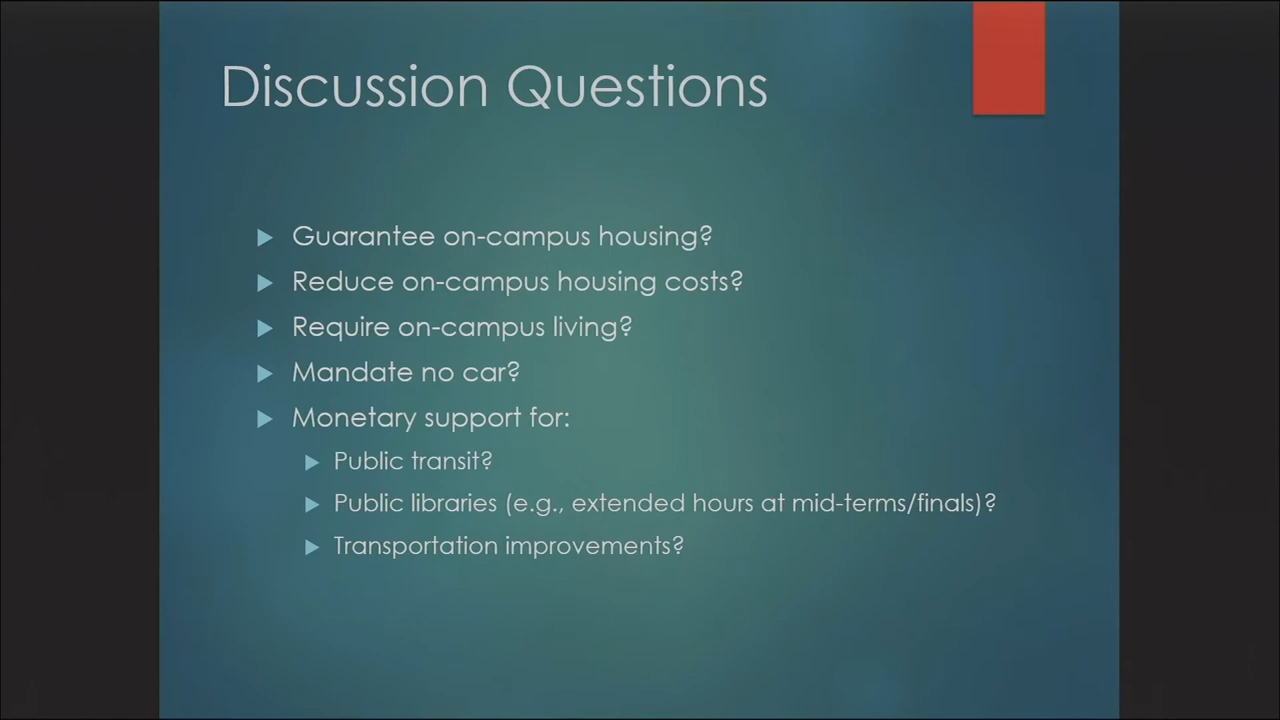 Discussion Questions
Guarantee on-campus housing?
Reduce on-campus housing costs?
Require on-campus living?
Mandate no car?
Monetary support for:
Public transit?
Public libraries (e.g., extended hours at mid-terms/finals)?
Transportation improvements?